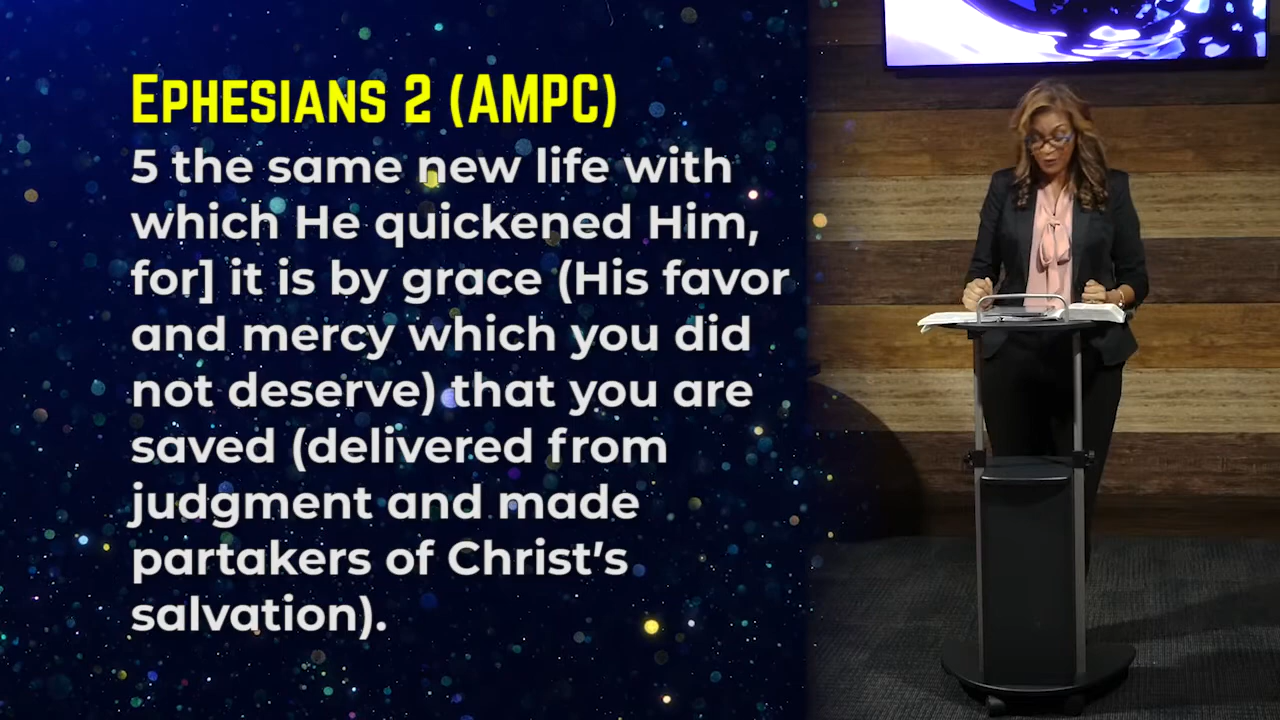 Ephesians 2 (AMPC)
5 the same new life with
which He quickened Him,
for] it is by grace (His favor
and mercy which you did
not deserve) that you are
saved (delivered from
judgment and made
partakers of Christ’s
salvation).